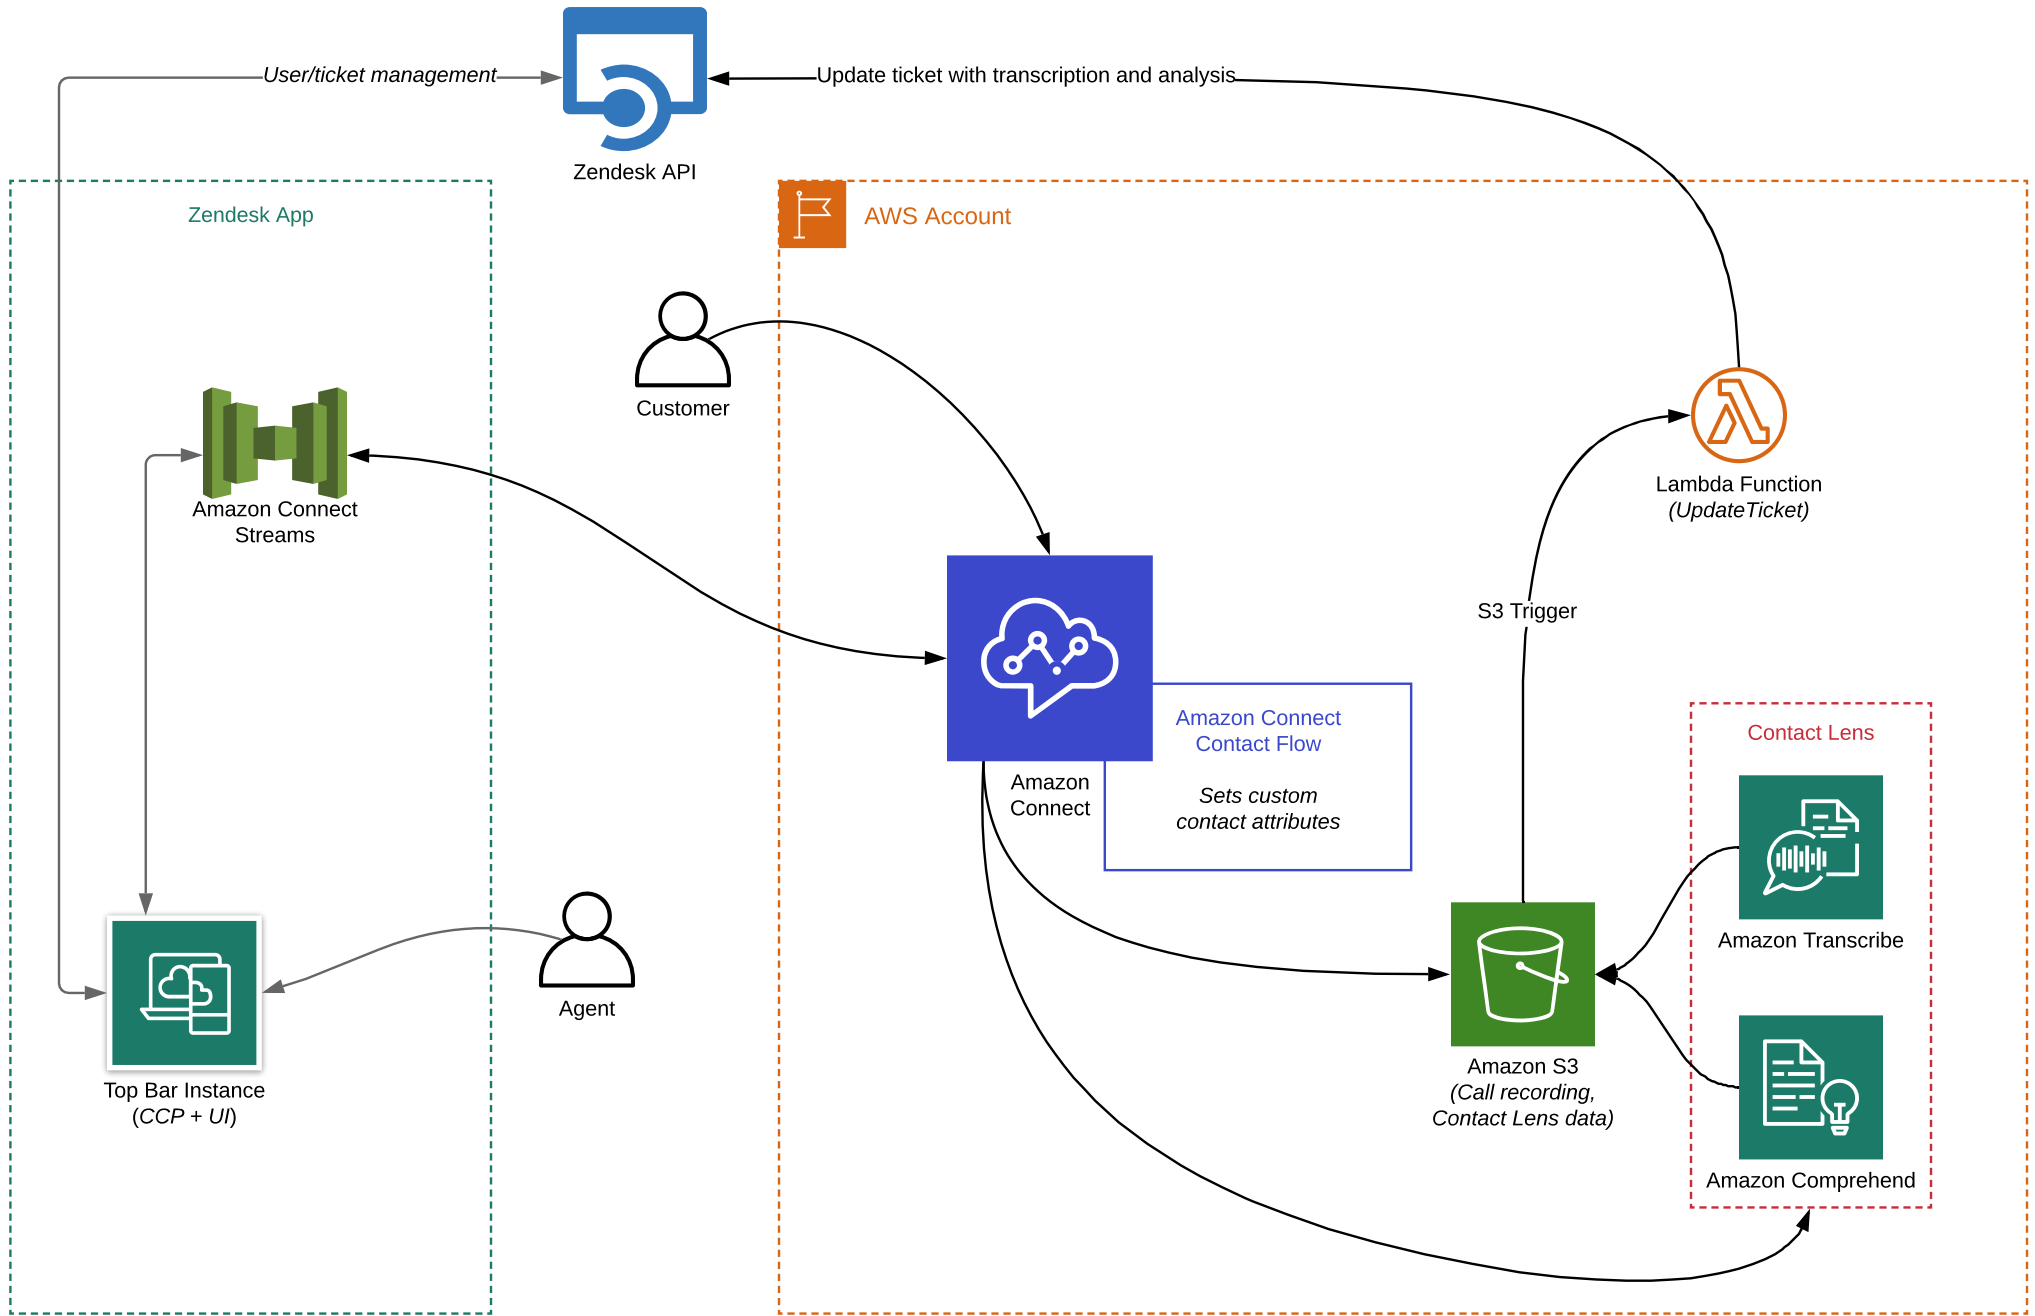 User/ticket management
Update ticket with transcription and analysis
Zendesk API
Zendesk App
AWS Account
Customer
Amazon Connect
Streams
Lambda Function
(UpdateTicket)
S3 Trigger
Amazon Connect
Contact Flow
Sets custom
contact attributes
Amazon
Connect
Contact Lens
Amazon Transcribe
Agent
Amazon S3
(Call recording,
Contact Lens data)
Top Bar Instance
(CCP + UI)
Amazon Comprehend